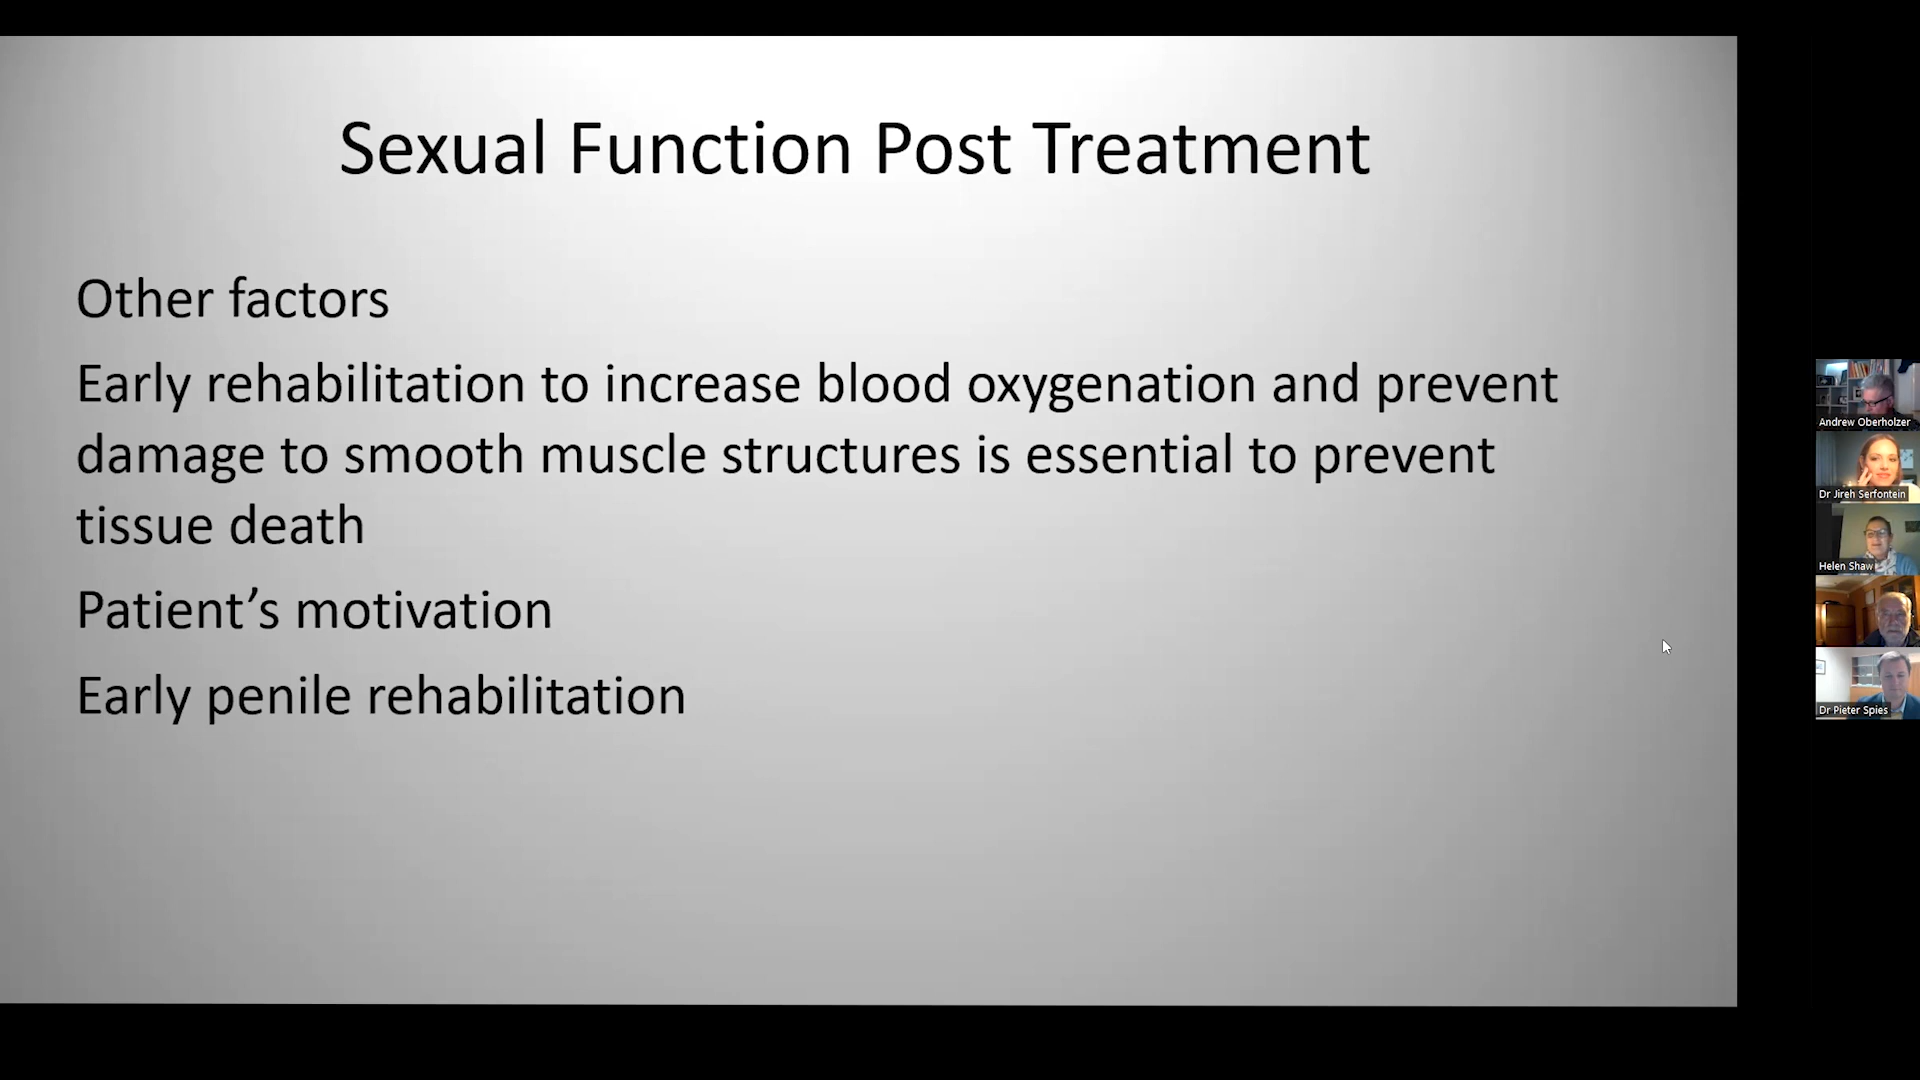 Sexual Function Post Treatment
Other factors
Early rehabilitation to increase blood oxygenation and prevent
damage to smooth muscle structures is essential to prevent
tissue death
Patient’s motivation
Early penile rehabilitation
Andrew Oberholzer
Dr Jireh Serfontein
Helen Shaw
Dr Pieter Spies